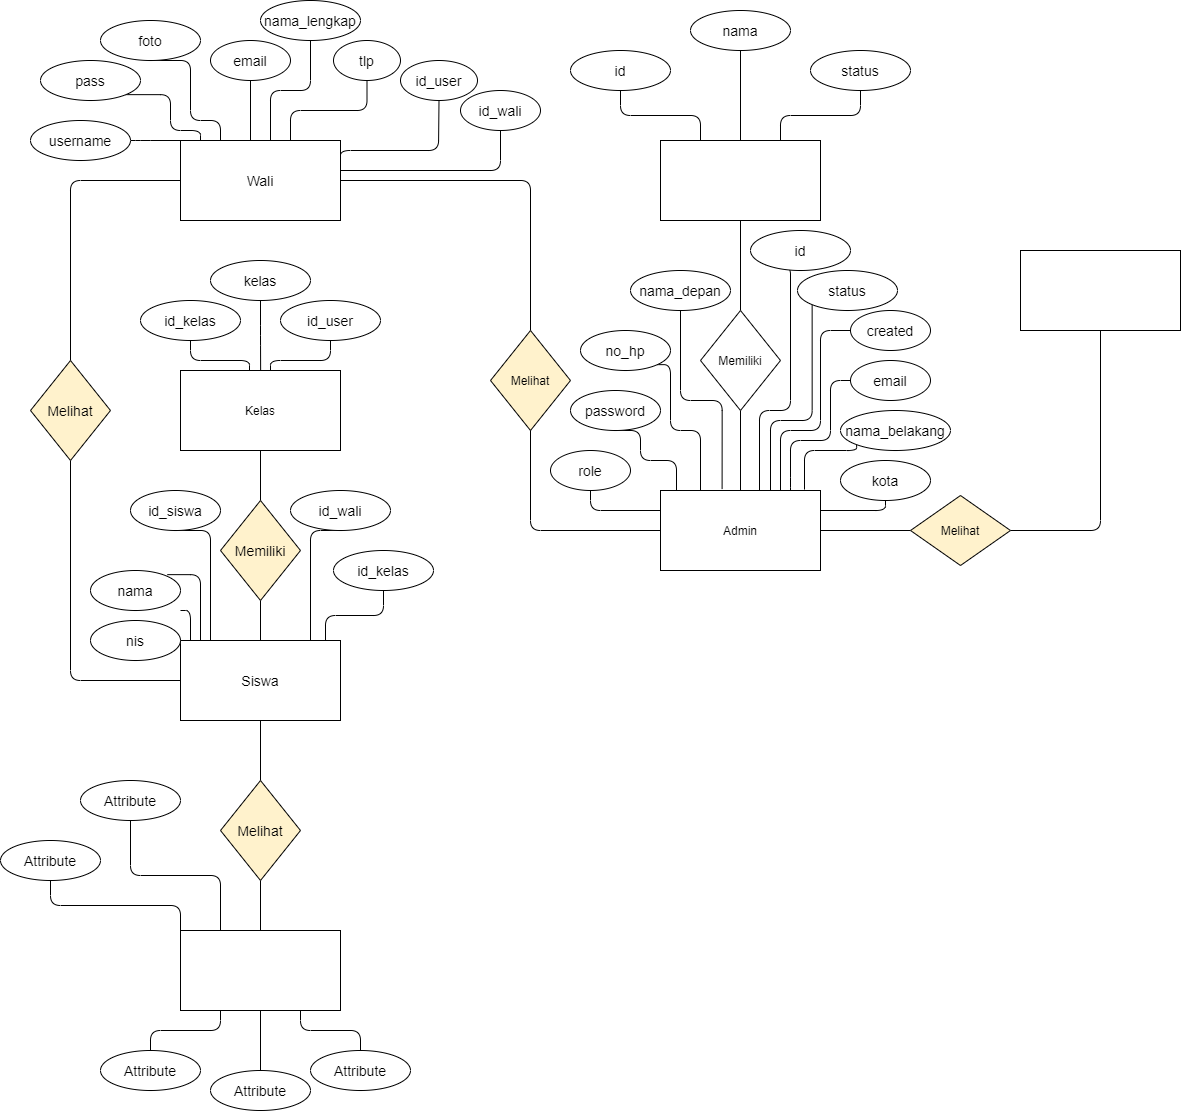 nama_lengkap
foto
nama
email
tlp
pass
id_user
id
status
id_wali
username
Wali
kelas
id
id_kelas
id_user
nama_depan
status
created
no_hp
Memiliki
Melihat
email
Melihat
Kelas
password
nama_belakang
role
kota
id_siswa
id_wali
Admin
Melihat
Memiliki
id_kelas
nama
nis
Siswa
Attribute
Melihat
Attribute
Attribute
Attribute
Attribute